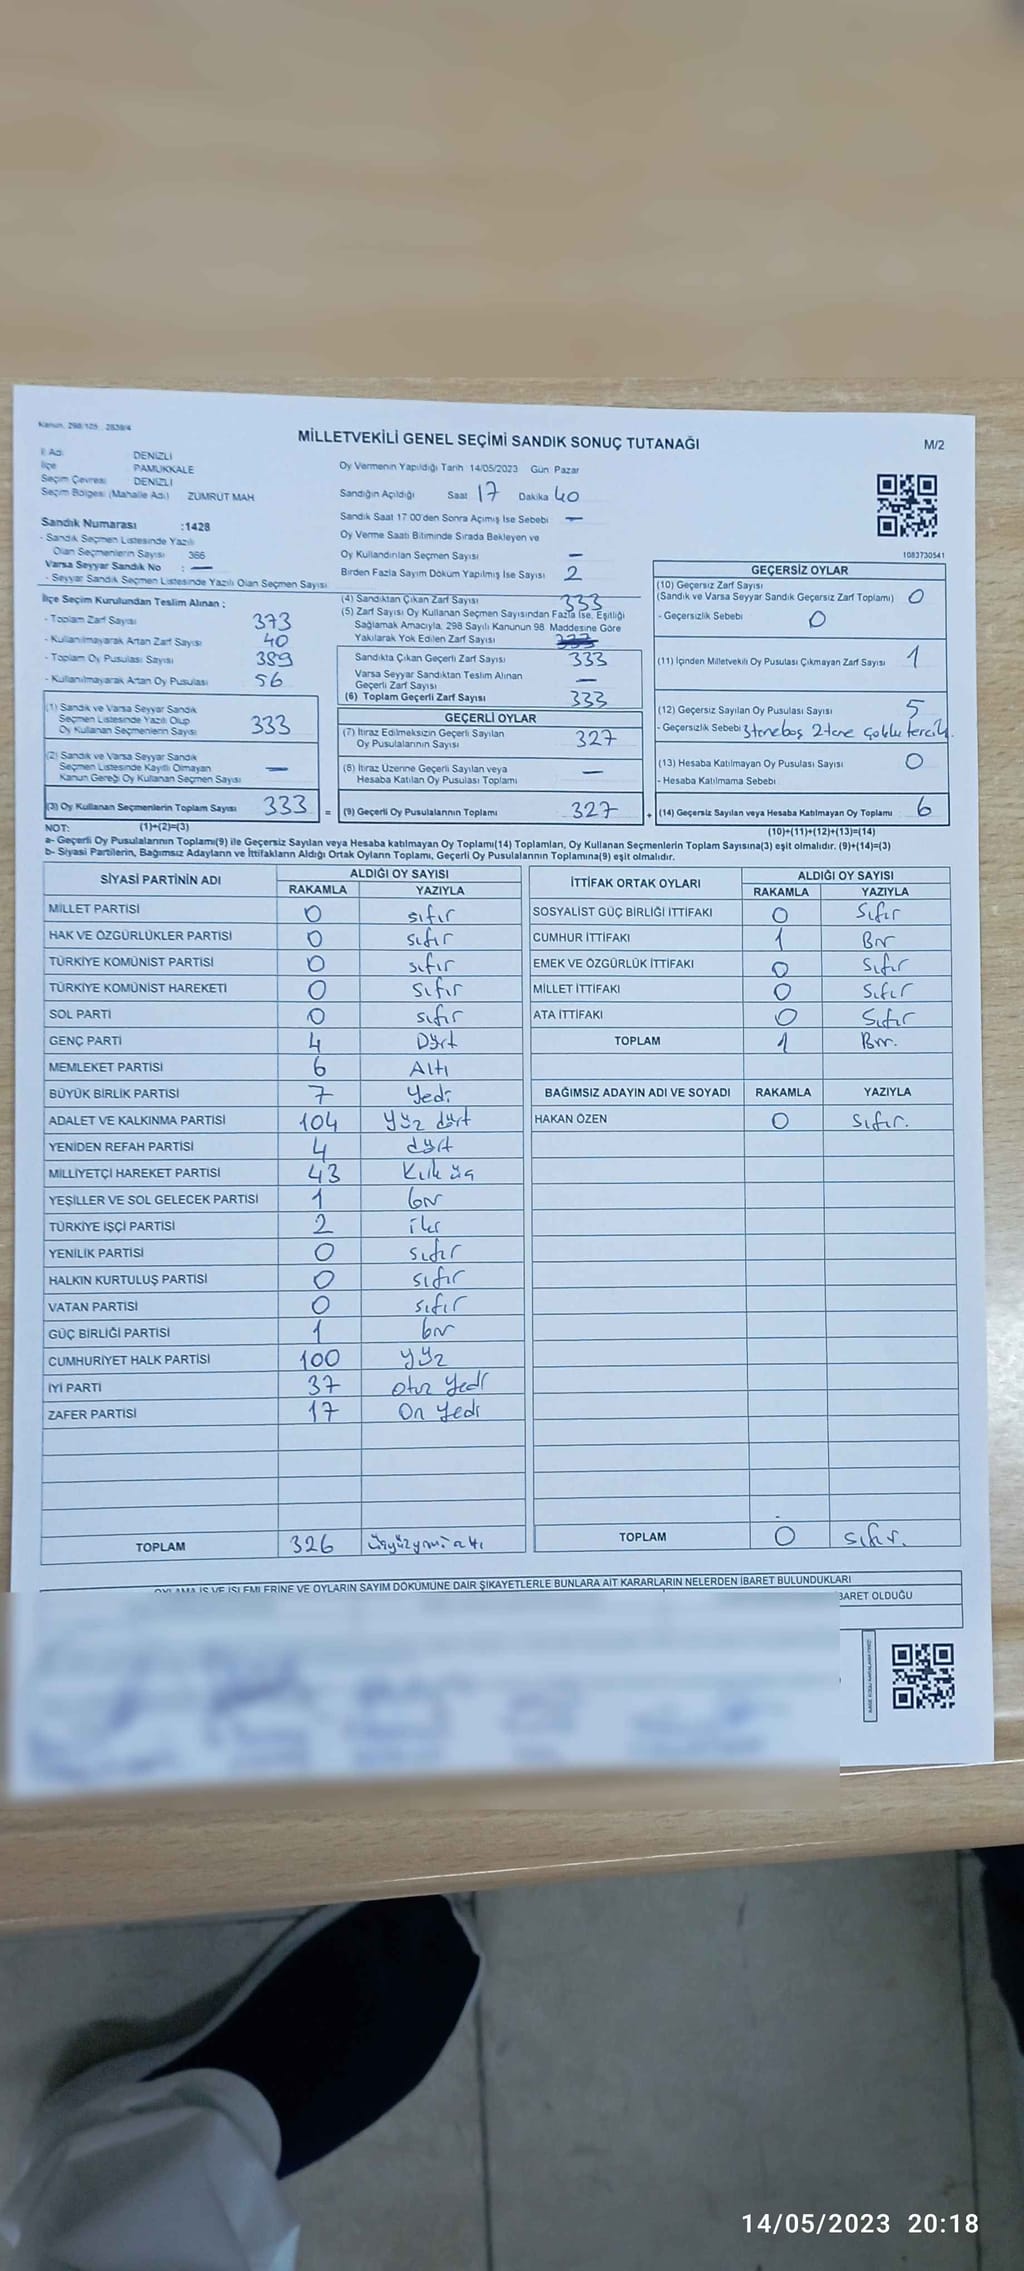 Kanun, 298/105 , 2839/4
MİLLETVEKİLİ GENEL SEÇİMİ SANDIK SONUÇ TUTANAĞI
M/2
İl Adı DENİZLİ
İlçe PAMUKKALE
Seçim Çevresi DENİZLİ
Seçim Bölgesi (Mahalle Adı) ZÜMRÜT MAH
Sandık Numarası :1428
- Sandık Seçmen Listesinde Yazılı
Olan Seçmenlerin Sayısı 366
Varsa Seyyar Sandık No : —
- Seyyar Sandık Seçmen Listesinde Yazılı Olan Seçmen Sayısı
Oy Vermenin Yapıldığı Tarih 14/05/2023 Gün Pazar
Sandığın Açıldığı Saat 17 Dakika 40
Sandık Saat 17:00'den Sonra Açımış İse Sebebi —
Oy Verme Saati Bitiminde Sırada Bekleyen ve
Oy Kullandırılan Seçmen Sayısı —
Birden Fazla Sayım Döküm Yapılmış İse Sayısı 2
1083730541
İlçe Seçim Kurulundan Teslim Alınan :
- Toplam Zarf Sayısı 373
- Kullanılmayarak Artan Zarf Sayısı 40
- Toplam Oy Pusulası Sayısı 389
- Kullanılmayarak Artan Oy Pusulası 56
(1) Sandık ve Varsa Seyyar Sandık
Seçmen Listesinde Yazılı Olup
Oy Kullanan Seçmenlerin Sayısı 333
(2) Sandık ve Varsa Seyyar Sandık
Seçmen Listesinde Kayıtlı Olmayan
Kanun Gereği Oy Kullanan Seçmen Sayısı —
(3) Oy Kullanan Seçmenlerin Toplam Sayısı 333 =
(4) Sandıktan Çıkan Zarf Sayısı 333
(5) Zarf Sayısı Oy Kullanan Seçmen Sayısından Fazla İse, Eşitliği
Sağlamak Amacıyla, 298 Sayılı Kanunun 98. Maddesine Göre
Yakılarak Yok Edilen Zarf Sayısı
Sandıkta Çıkan Geçerli Zarf Sayısı 333
Varsa Seyyar Sandıktan Teslim Alınan
Geçerli Zarf Sayısı —
(6) Toplam Geçerli Zarf Sayısı 333
GEÇERLİ OYLAR
(7) İtiraz Edilmeksizin Geçerli Sayılan
Oy Pusulalarının Sayısı 327
(8) İtiraz Üzerine Geçerli Sayılan veya
Hesaba Katılan Oy Pusulası Toplamı —
(9) Geçerli Oy Pusulalarının Toplamı 327 +
GEÇERSİZ OYLAR
(10) Geçersiz Zarf Sayısı
(Sandık ve Varsa Seyyar Sandık Geçersiz Zarf Toplamı) 0
- Geçersizlik Sebebi 0
(11) İçinden Milletvekili Oy Pusulası Çıkmayan Zarf Sayısı 1
(12) Geçersiz Sayılan Oy Pusulası Sayısı 5
- Geçersizlik Sebebi 3 tane boş 2 tane çoklu tercih.
(13) Hesaba Katılmayan Oy Pusulası Sayısı 0
- Hesaba Katılmama Sebebi
(14) Geçersiz Sayılan veya Hesaba Katılmayan Oy Toplamı 6
NOT: (1)+(2)=(3)
(10)+(11)+(12)+(13)=(14)
a- Geçerli Oy Pusulalarının Toplamı(9) ile Geçersiz Sayılan veya Hesaba katılmayan Oy Toplamı(14) Toplamları, Oy Kullanan Seçmenlerin Toplam Sayısına(3) eşit olmalıdır. (9)+(14)=(3)
b- Siyasi Partilerin, Bağımsız Adayların ve İttifakların Aldığı Ortak Oyların Toplamı, Geçerli Oy Pusulalarının Toplamına(9) eşit olmalıdır.
SİYASİ PARTİNİN ADI ALDIĞI OY SAYISI
RAKAMLA YAZIYLA
MİLLET PARTİSİ 0 sıfır
HAK VE ÖZGÜRLÜKLER PARTİSİ 0 sıfır
TÜRKİYE KOMÜNİST PARTİSİ 0 sıfır
TÜRKİYE KOMÜNİST HAREKETİ 0 sıfır
SOL PARTİ 0 sıfır
GENÇ PARTİ 4 Dört
MEMLEKET PARTİSİ 6 Altı
BÜYÜK BİRLİK PARTİSİ 7 Yedi
ADALET VE KALKINMA PARTİSİ 104 yüz dört
YENİDEN REFAH PARTİSİ 4 dört
MİLLİYETÇİ HAREKET PARTİSİ 43 Kırk üç
YEŞİLLER VE SOL GELECEK PARTİSİ 1 bir
TÜRKİYE İŞÇİ PARTİSİ 2 iki
YENİLİK PARTİSİ 0 sıfır
HALKIN KURTULUŞ PARTİSİ 0 sıfır
VATAN PARTİSİ 0 sıfır
GÜÇ BİRLİĞİ PARTİSİ 1 bir
CUMHURİYET HALK PARTİSİ 100 yüz
İYİ PARTİ 37 otuz yedi
ZAFER PARTİSİ 17 On yedi
TOPLAM 326 üçyüzyirmialtı
İTTİFAK ORTAK OYLARI ALDIĞI OY SAYISI
RAKAMLA YAZIYLA
SOSYALİST GÜÇ BİRLİĞİ İTTİFAKI 0 Sıfır
CUMHUR İTTİFAKI 1 Bir
EMEK VE ÖZGÜRLÜK İTTİFAKI 0 Sıfır
MİLLET İTTİFAKI 0 Sıfır
ATA İTTİFAKI 0 Sıfır
TOPLAM 1 Bir.
BAĞIMSIZ ADAYIN ADI VE SOYADI RAKAMLA YAZIYLA
HAKAN ÖZEN 0 Sıfır.
TOPLAM 0 sıfır.
OYLAMA İŞ VE İŞLEMLERİNE VE OYLARIN SAYIM DÖKÜMÜNE DAİR ŞİKAYETLERLE BUNLARA AİT KARARLARIN NELERDEN İBARET BULUNDUKLARI
BARET OLDUĞU
14/05/2023 20:18